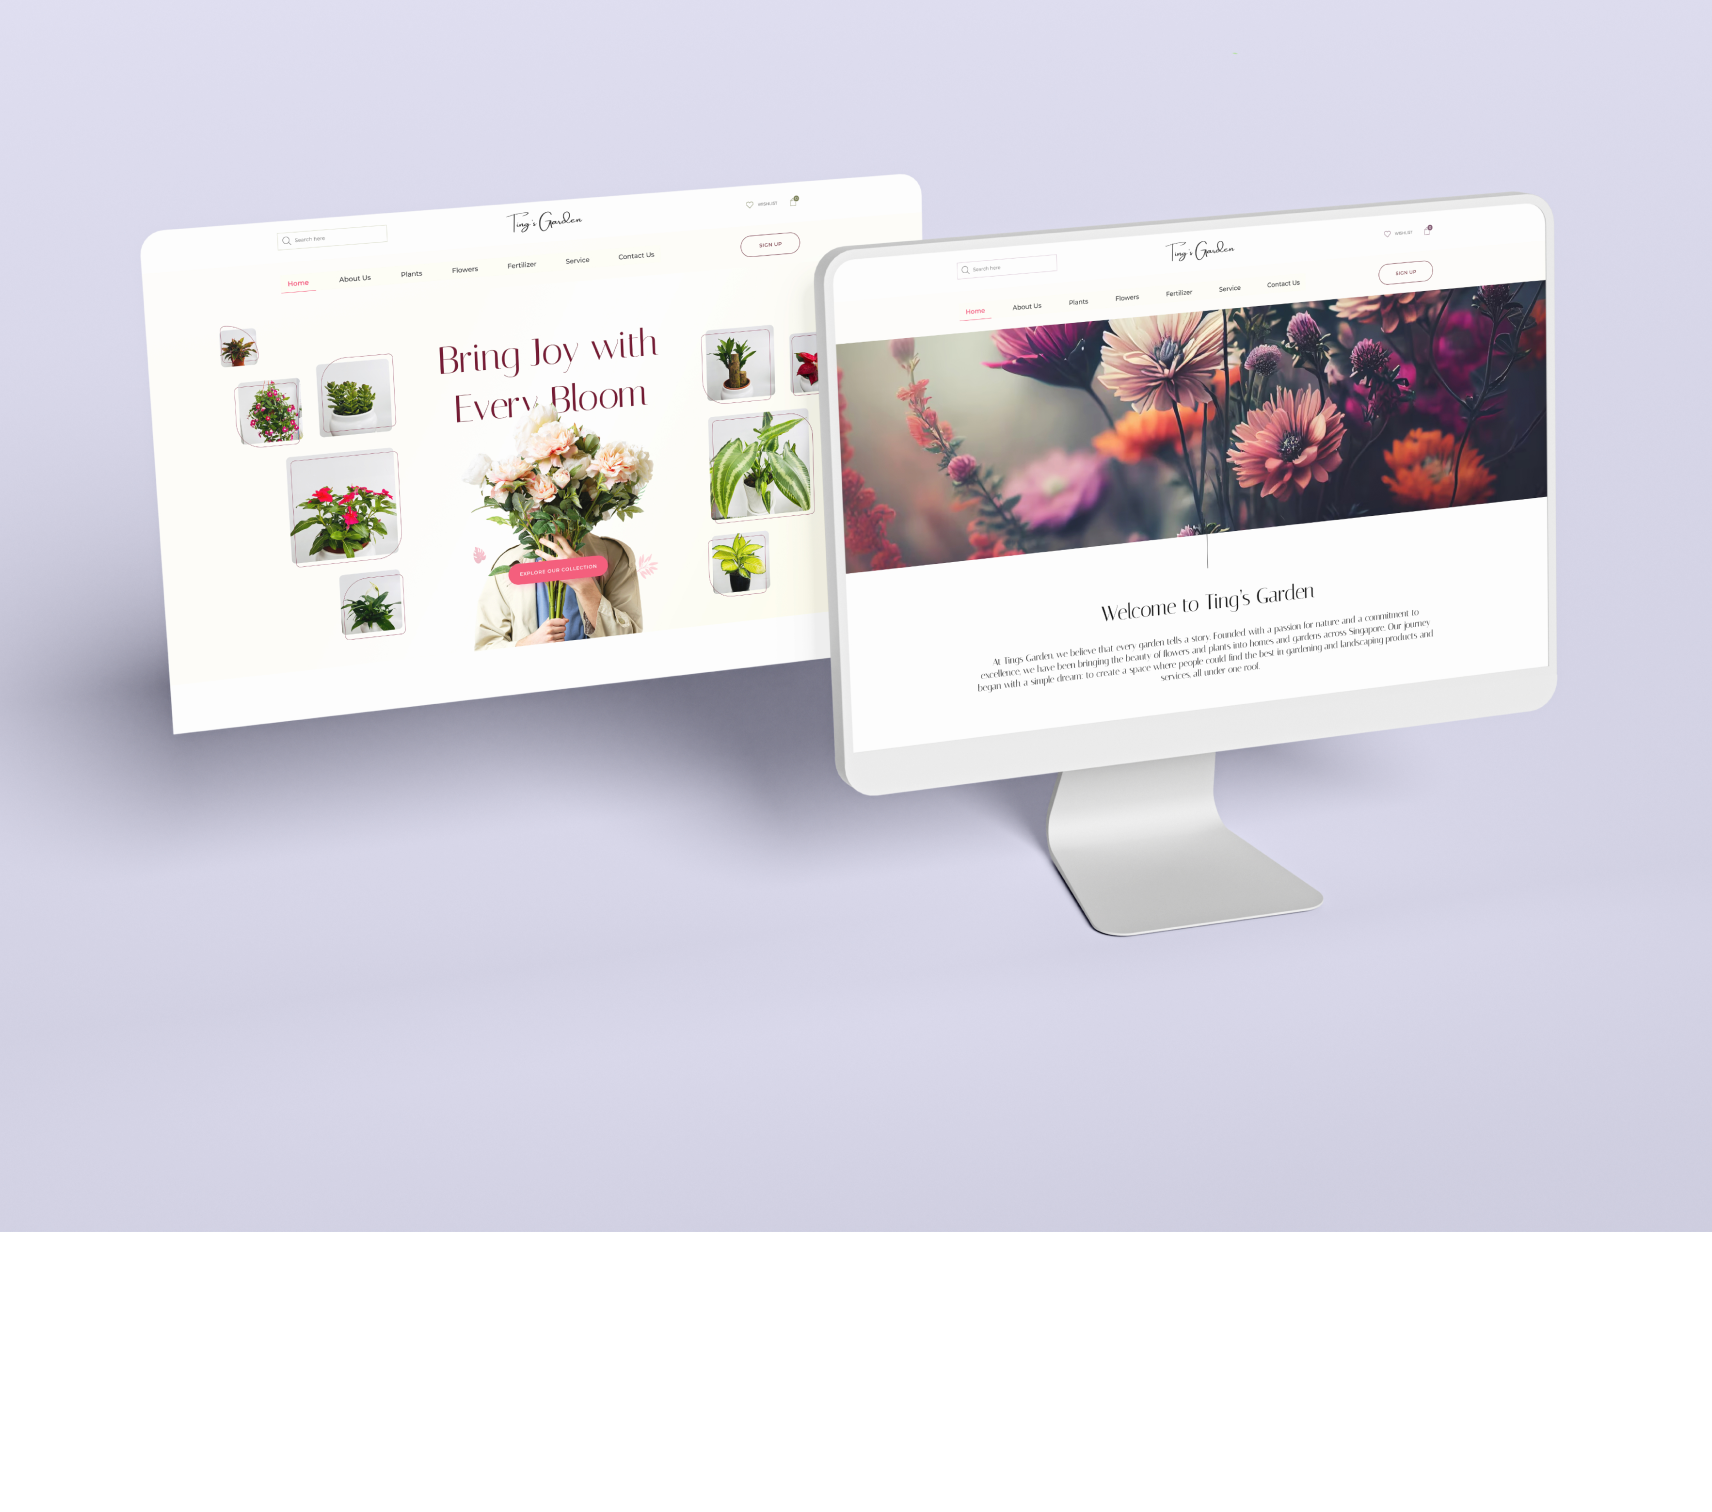 Ting's Garden
WISHLIST
0
Search here
SIGN UP
Home
About Us
Plants
Flowers
Fertilizer
Service
Contact Us
Bring Joy with
Every Bloom
EXPLORE OUR COLLECTION
Ting's Garden
WISHLIST
0
Search here
SIGN UP
Home
About Us
Plants
Flowers
Fertilizer
Service
Contact Us
Welcome to Ting's Garden
At Tings Garden, we believe that every garden tells a story. Founded with a passion for nature and a commitment to
excellence, we have been bringing the beauty of flowers and plants into homes and gardens across Singapore. Our journey
began with a simple dream: to create a space where people could find the best in gardening and landscaping products and
services, all under one roof.